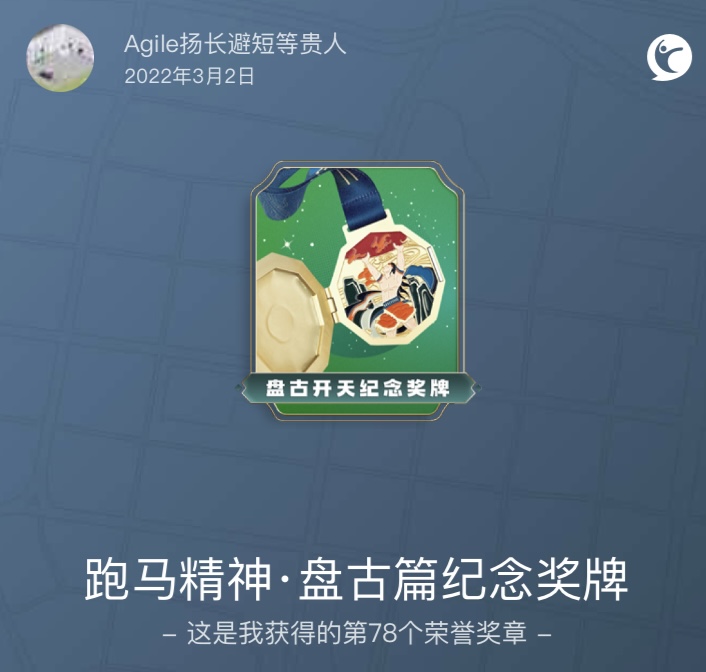 Agile扬长避短等贵人
2022年3月2日
盘古开天纪念奖牌
跑马精神·盘古篇纪念奖牌
– 这是我获得的第78个荣誉奖章 –